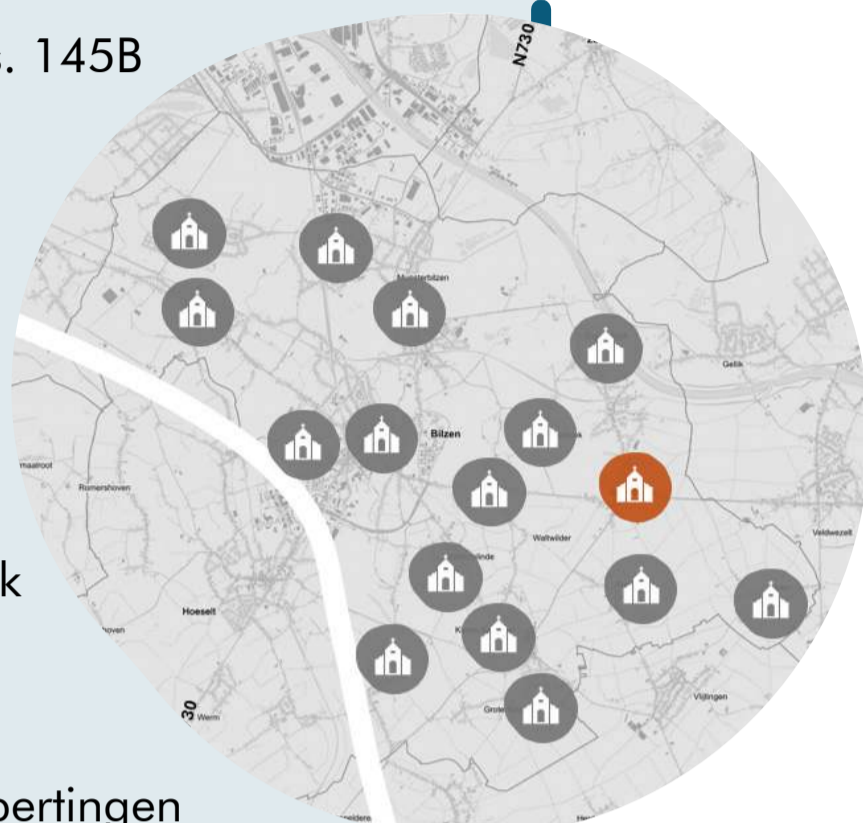 s. 145B
N730
Munsterbilzen
Gellik
Bilzen
Romershoven
Veldwezelt
Waltwilder
k
Hoeselt
Vlijtingen
30
Werm
pertingen